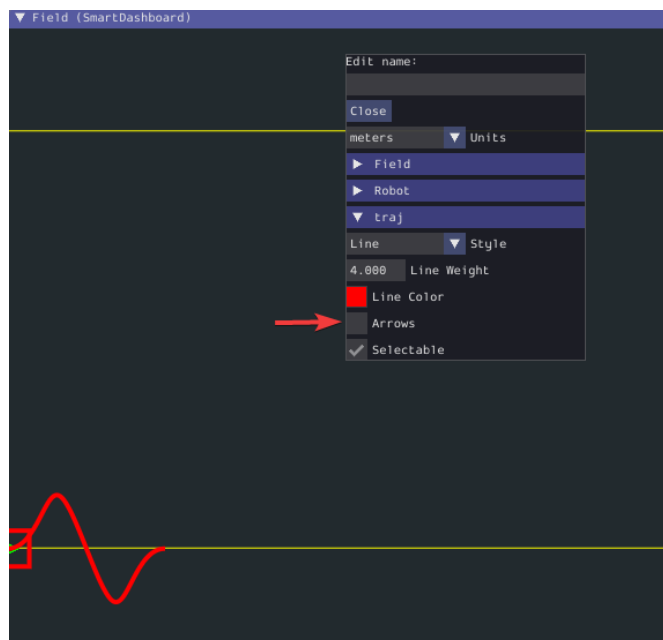 Field (SmartDashboard)
Edit name:
Close
meters Units
Field
Robot
traj
Line Style
4.000 Line Weight
Line Color
Arrows
Selectable